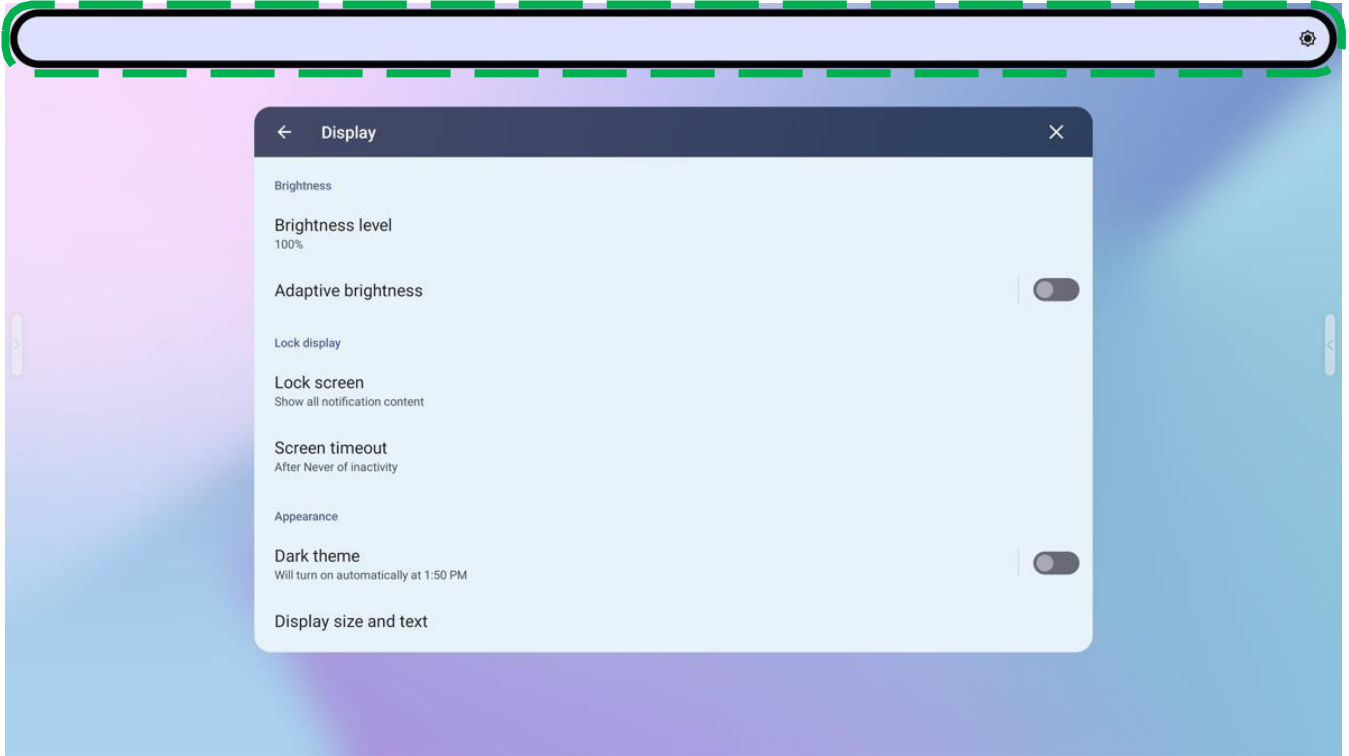 Display
Brightness
Brightness level
100%
Adaptive brightness
Lock display
Lock screen
Show all notification content
Screen timeout
After Never of inactivity
Appearance
Dark theme
Will turn on automatically at 1:50 PM
Display size and text